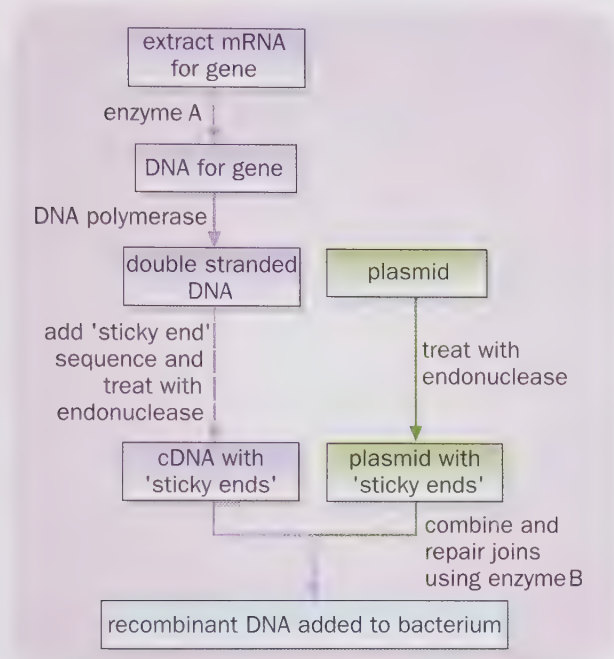 extract mRNA
for gene
enzyme A
DNA for gene
DNA polymerase
double stranded
DNA
plasmid
add 'sticky end'
sequence and
treat with
endonuclease
treat with
endonuclease
cDNA with
'sticky ends'
plasmid with
'sticky ends'
combine and
repair joins
using enzyme B
recombinant DNA added to bacterium